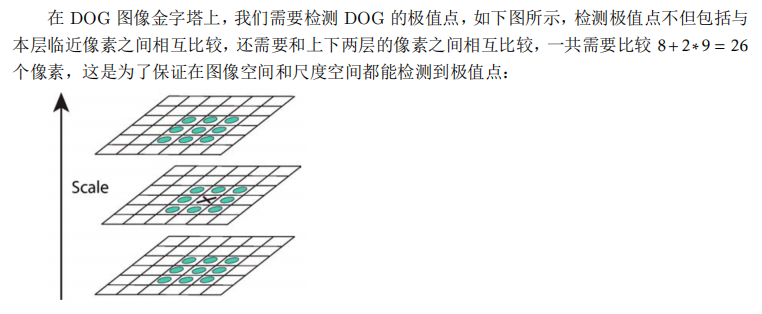 在 DOG 图像金字塔上，我们需要检测 DOG 的极值点，如下图所示，检测极值点不但包括与
本层临近像素之间相互比较，还需要和上下两层的像素之间相互比较，一共需要比较 8+2*9=26
个像素，这是为了保证在图像空间和尺度空间都能检测到极值点：
Scale